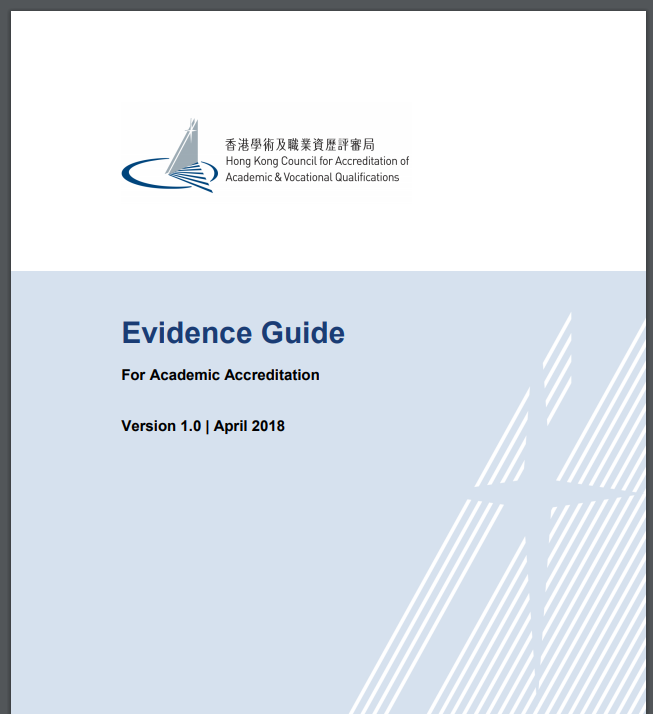 香港學術及職業資歷評審局
Hong Kong Council for Accreditation of
Academic & Vocational Qualifications
Evidence Guide
For Academic Accreditation
Version 1.0 | April 2018